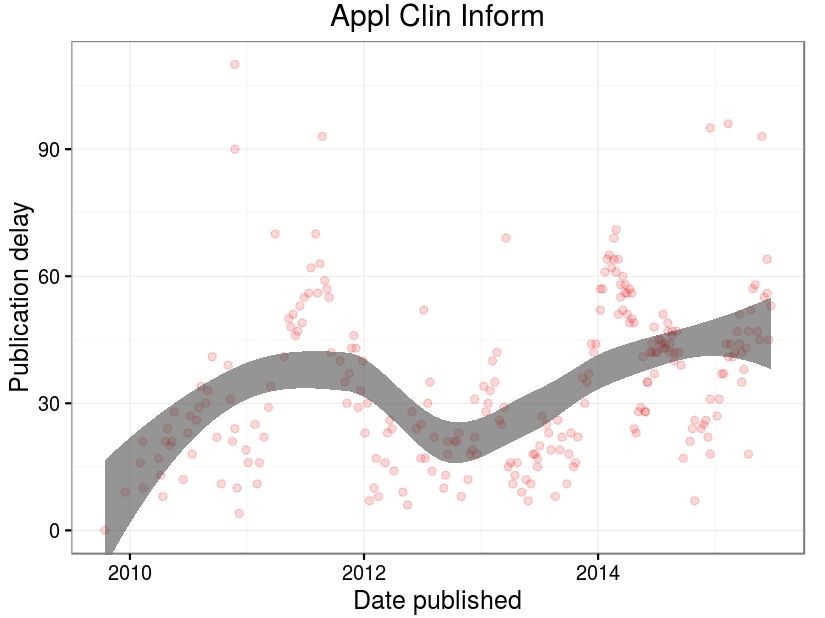 Appl Clin Inform
Publication delay
90
60
30
0
2010 2012 2014
Date published